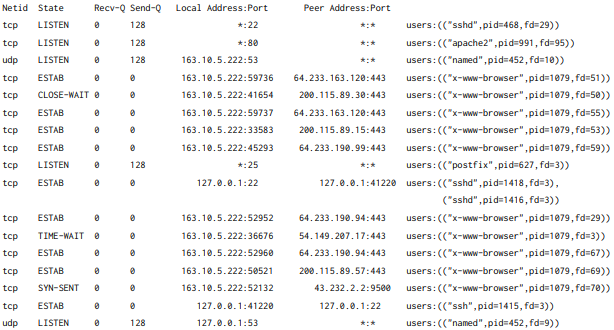 Netid State Recv-Q Send-Q Local Address:Port Peer Address:Port
tcp LISTEN 0 128 *:22 *:* users:(("sshd",pid=468,fd=29))
tcp LISTEN 0 128 *:80 *:* users:(("apache2",pid=991,fd=95))
udp LISTEN 0 128 163.10.5.222:53 *:* users:(("named",pid=452,fd=10))
tcp ESTAB 0 0 163.10.5.222:59736 64.233.163.120:443 users:(("x-www-browser",pid=1079,fd=51))
tcp CLOSE-WAIT 0 0 163.10.5.222:41654 200.115.89.30:443 users:(("x-www-browser",pid=1079,fd=50))
tcp ESTAB 0 0 163.10.5.222:59737 64.233.163.120:443 users:(("x-www-browser",pid=1079,fd=55))
tcp ESTAB 0 0 163.10.5.222:33583 200.115.89.15:443 users:(("x-www-browser",pid=1079,fd=53))
tcp ESTAB 0 0 163.10.5.222:45293 64.233.190.99:443 users:(("x-www-browser",pid=1079,fd=59))
tcp LISTEN 0 128 *:25 *:* users:(("postfix",pid=627,fd=3))
tcp ESTAB 0 0 127.0.0.1:22 127.0.0.1:41220 users:(("sshd",pid=1418,fd=3),
("sshd",pid=1416,fd=3))
tcp ESTAB 0 0 163.10.5.222:52952 64.233.190.94:443 users:(("x-www-browser",pid=1079,fd=29))
tcp TIME-WAIT 0 0 163.10.5.222:36676 54.149.207.17:443 users:(("x-www-browser",pid=1079,fd=3))
tcp ESTAB 0 0 163.10.5.222:52960 64.233.190.94:443 users:(("x-www-browser",pid=1079,fd=67))
tcp ESTAB 0 0 163.10.5.222:50521 200.115.89.57:443 users:(("x-www-browser",pid=1079,fd=69))
tcp SYN-SENT 0 0 163.10.5.222:52132 43.232.2.2:9500 users:(("x-www-browser",pid=1079,fd=70))
tcp ESTAB 0 0 127.0.0.1:41220 127.0.0.1:22 users:(("ssh",pid=1415,fd=3))
udp LISTEN 0 128 127.0.0.1:53 *:* users:(("named",pid=452,fd=9))